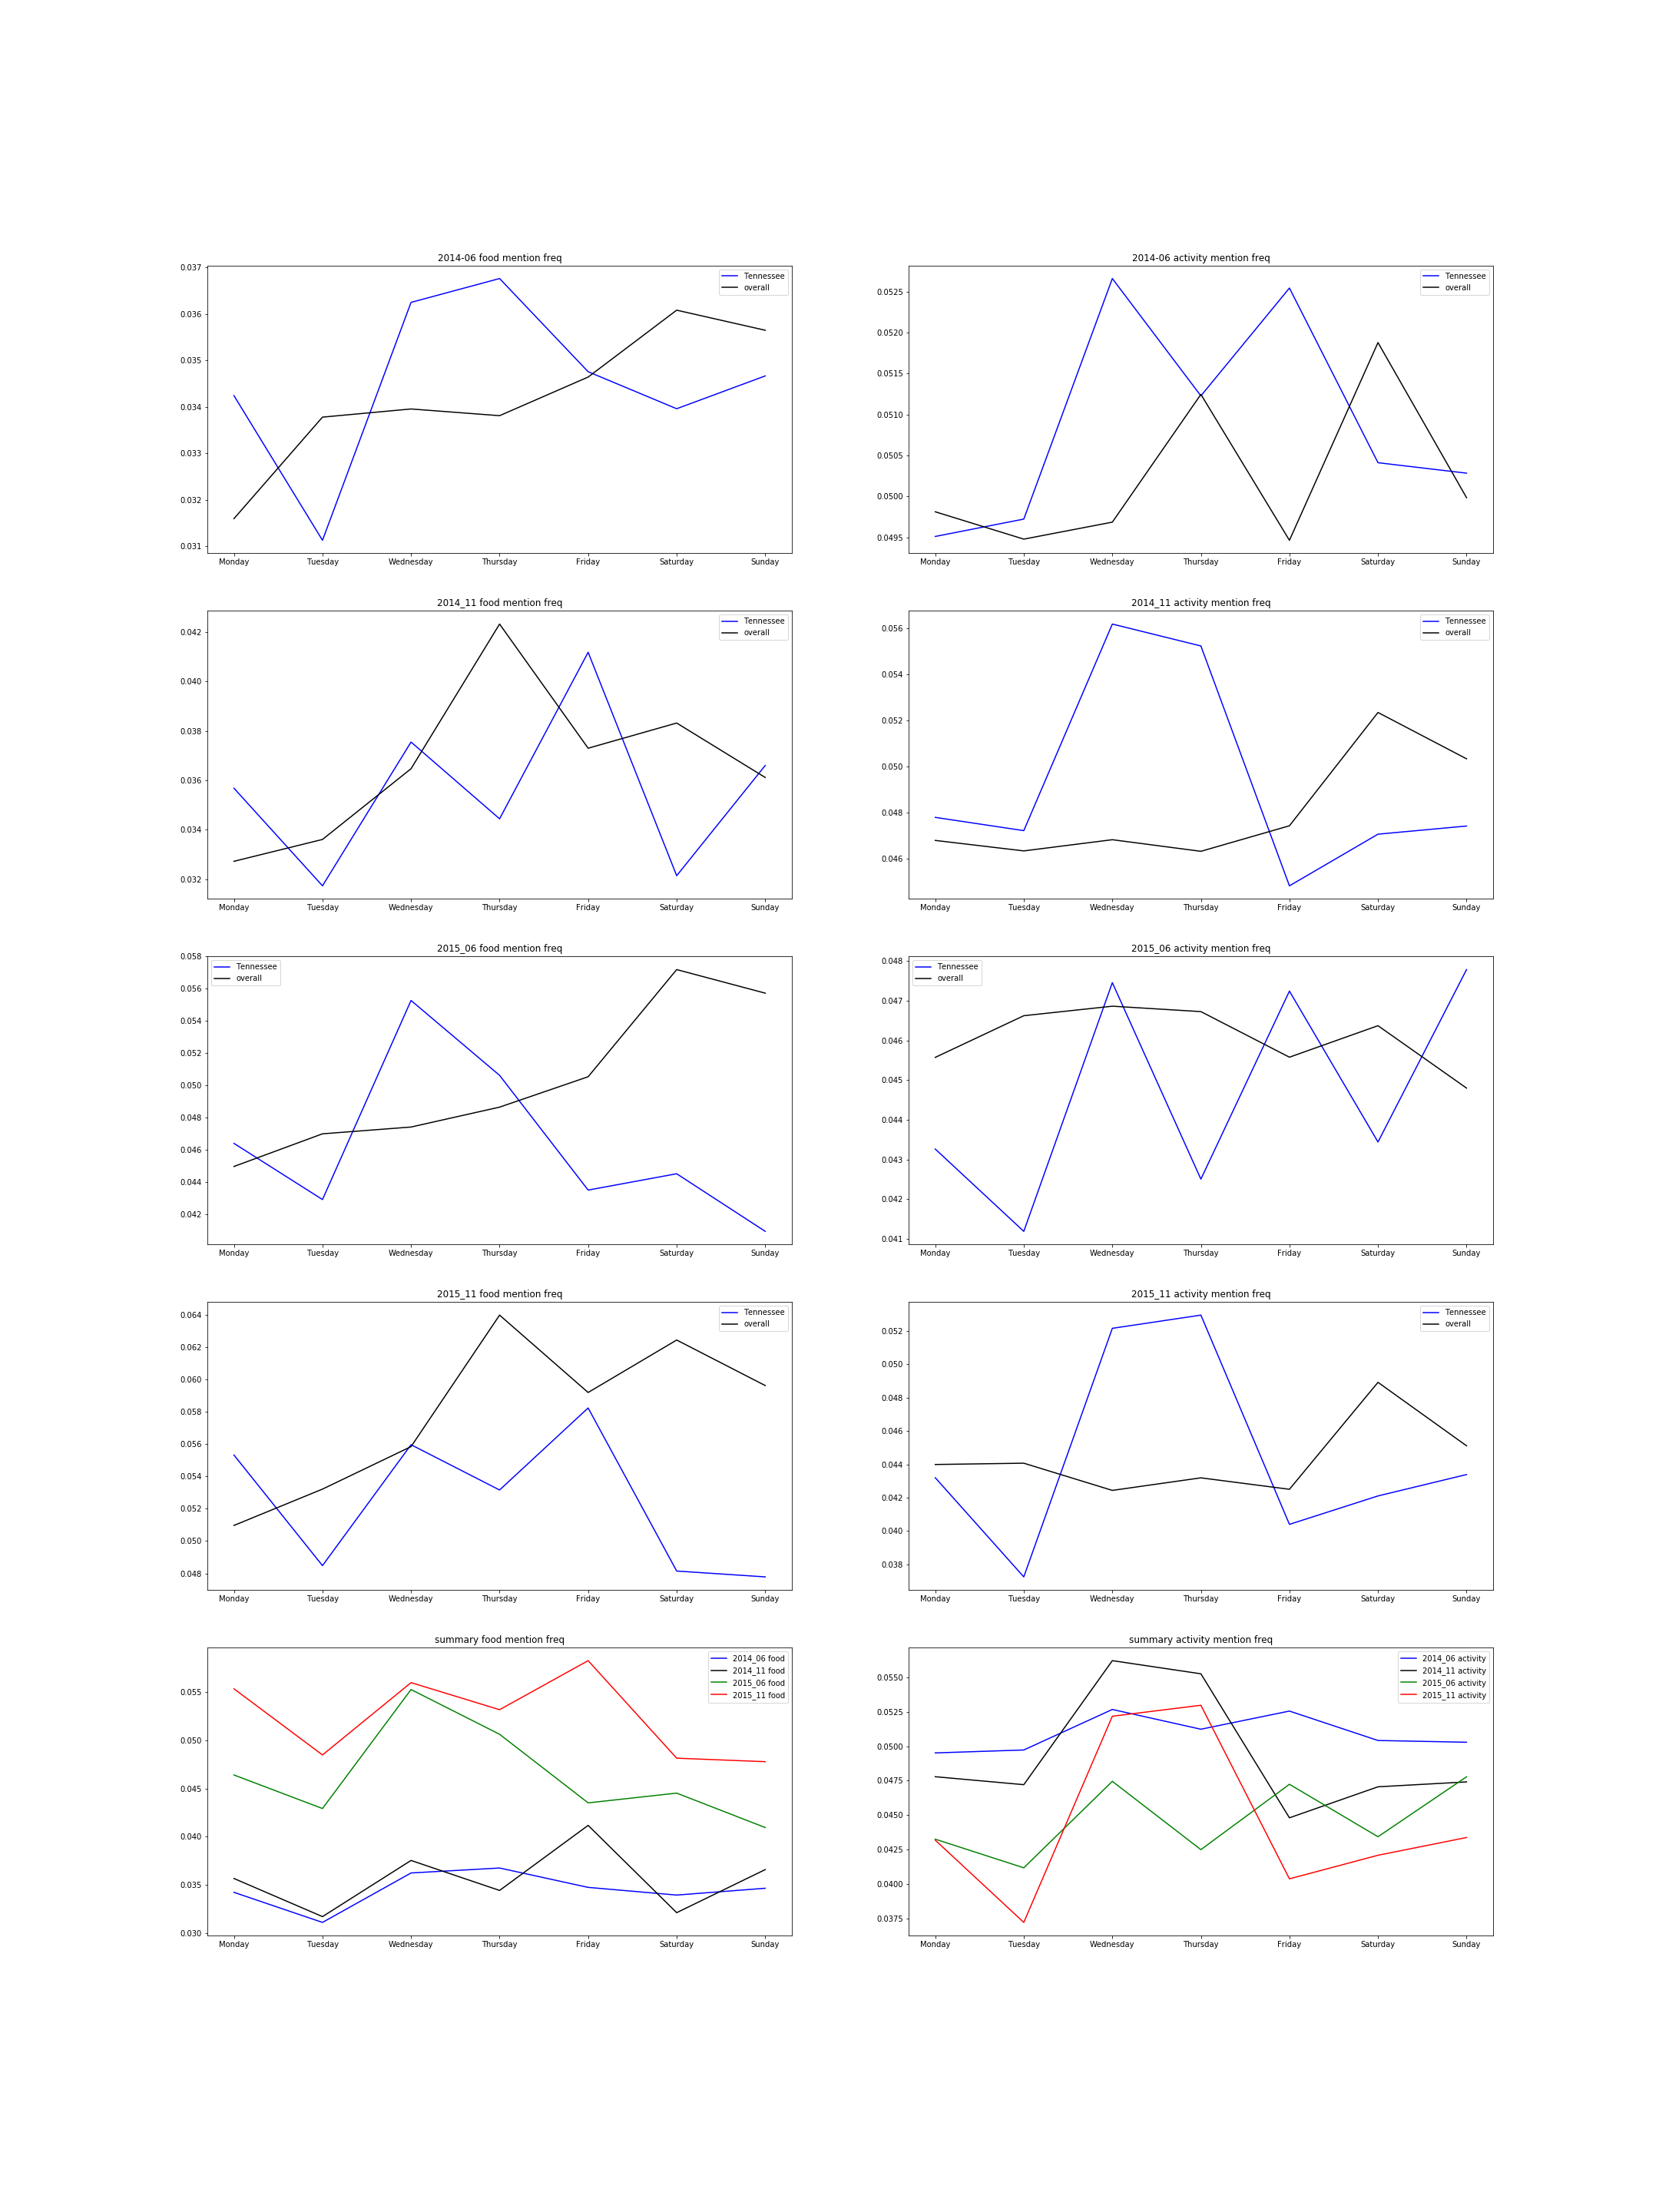 2014-06 food mention freq
0.037
0.036
0.035
0.034
0.033
0.032
0.031
Tennessee
overall
Monday Tuesday Wednesday Thursday Friday Saturday Sunday
2014-06 activity mention freq
0.0525
0.0520
0.0515
0.0510
0.0505
0.0500
0.0495
Tennessee
overall
Monday Tuesday Wednesday Thursday Friday Saturday Sunday
2014_11 food mention freq
0.042
0.040
0.038
0.036
0.034
0.032
Tennessee
overall
Monday Tuesday Wednesday Thursday Friday Saturday Sunday
2014_11 activity mention freq
0.056
0.054
0.052
0.050
0.048
0.046
Tennessee
overall
Monday Tuesday Wednesday Thursday Friday Saturday Sunday
2015_06 food mention freq
0.058
0.056
0.054
0.052
0.050
0.048
0.046
0.044
0.042
Tennessee
overall
Monday Tuesday Wednesday Thursday Friday Saturday Sunday
2015_06 activity mention freq
0.048
0.047
0.046
0.045
0.044
0.043
0.042
0.041
Tennessee
overall
Monday Tuesday Wednesday Thursday Friday Saturday Sunday
2015_11 food mention freq
0.064
0.062
0.060
0.058
0.056
0.054
0.052
0.050
0.048
Tennessee
overall
Monday Tuesday Wednesday Thursday Friday Saturday Sunday
2015_11 activity mention freq
0.052
0.050
0.048
0.046
0.044
0.042
0.040
0.038
Tennessee
overall
Monday Tuesday Wednesday Thursday Friday Saturday Sunday
summary food mention freq
0.055
0.050
0.045
0.040
0.035
0.030
2014_06 food
2014_11 food
2015_06 food
2015_11 food
Monday Tuesday Wednesday Thursday Friday Saturday Sunday
summary activity mention freq
0.0550
0.0525
0.0500
0.0475
0.0450
0.0425
0.0400
0.0375
2014_06 activity
2014_11 activity
2015_06 activity
2015_11 activity
Monday Tuesday Wednesday Thursday Friday Saturday Sunday